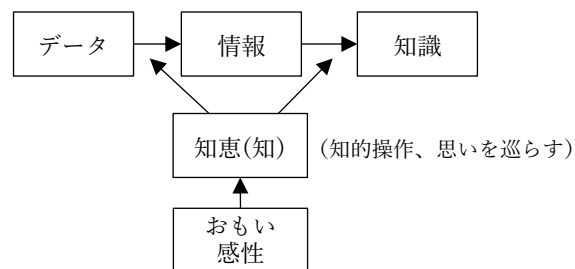 データ
情報
知識
知恵(知)
(知的操作、思いを巡らす)
おもい
感性